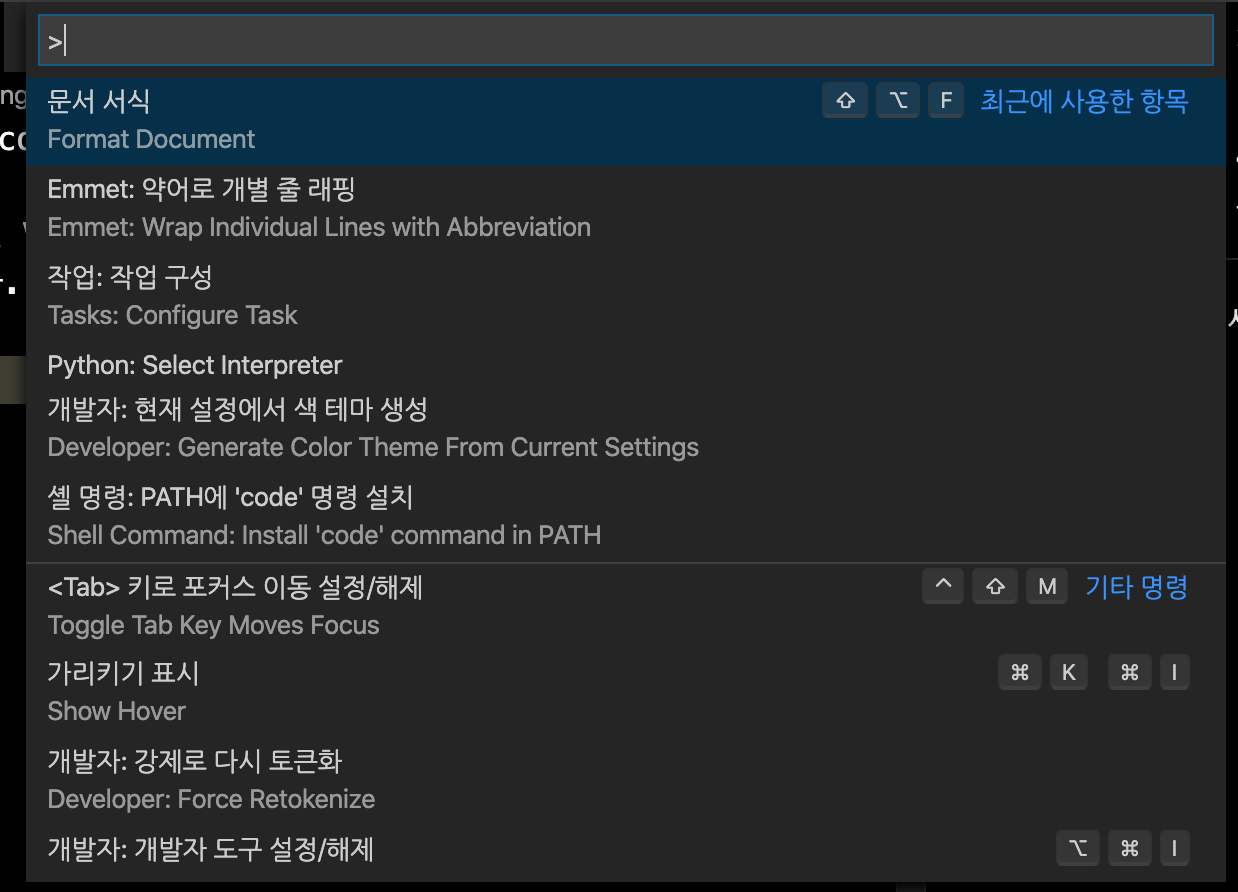 >
문서 서식 ⇧ ⌥ F 최근에 사용한 항목
Format Document
Emmet: 약어로 개별 줄 래핑
Emmet: Wrap Individual Lines with Abbreviation
작업: 작업 구성
Tasks: Configure Task
Python: Select Interpreter
개발자: 현재 설정에서 색 테마 생성
Developer: Generate Color Theme From Current Settings
셸 명령: PATH에 'code' 명령 설치
Shell Command: Install 'code' command in PATH
<Tab> 키로 포커스 이동 설정/해제 ^ ⇧ M 기타 명령
Toggle Tab Key Moves Focus
가리키기 표시 ⌘ K ⌘ I
Show Hover
개발자: 강제로 다시 토큰화
Developer: Force Retokenize
개발자: 개발자 도구 설정/해제 ⌥ ⌘ I